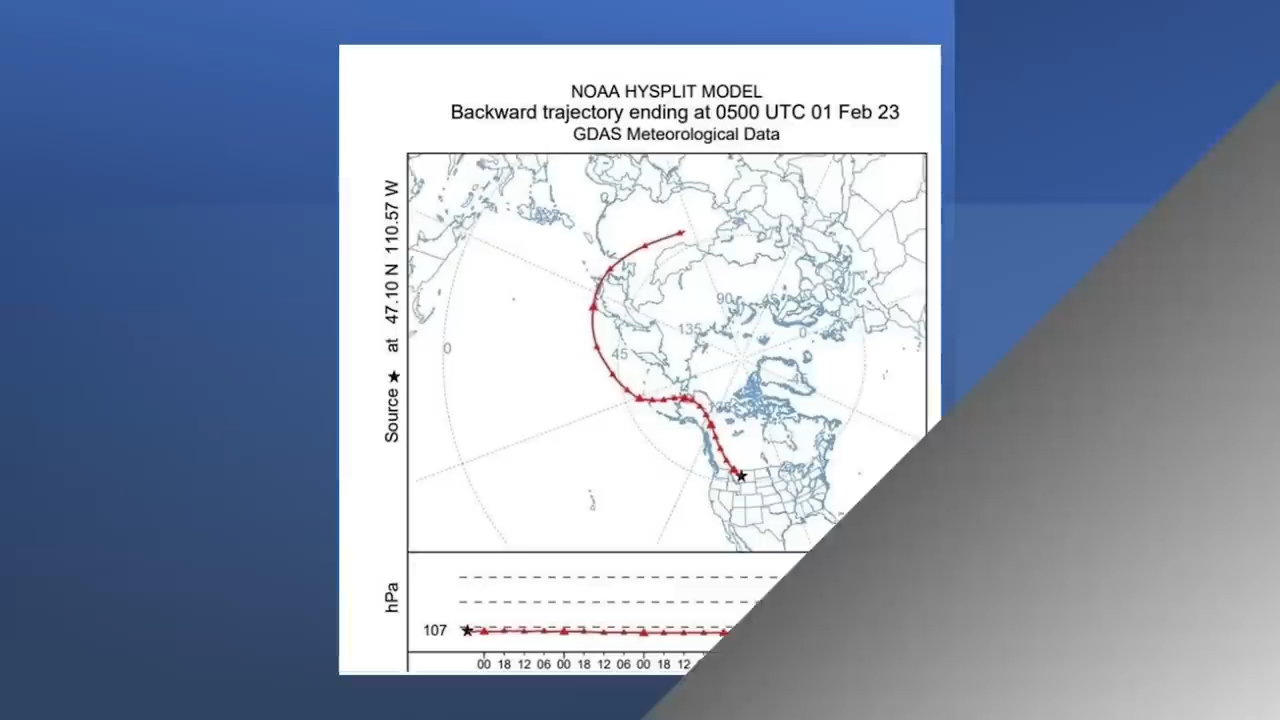 NOAA HYSPLIT MODEL
Backward trajectory ending at 0500 UTC 01 Feb 23
GDAS Meteorological Data
Source ★ at 47.10 N 110.57 W
90
135
0
45
0
hPa
107
00 18 12 06 00 18 12 06 00 18 12